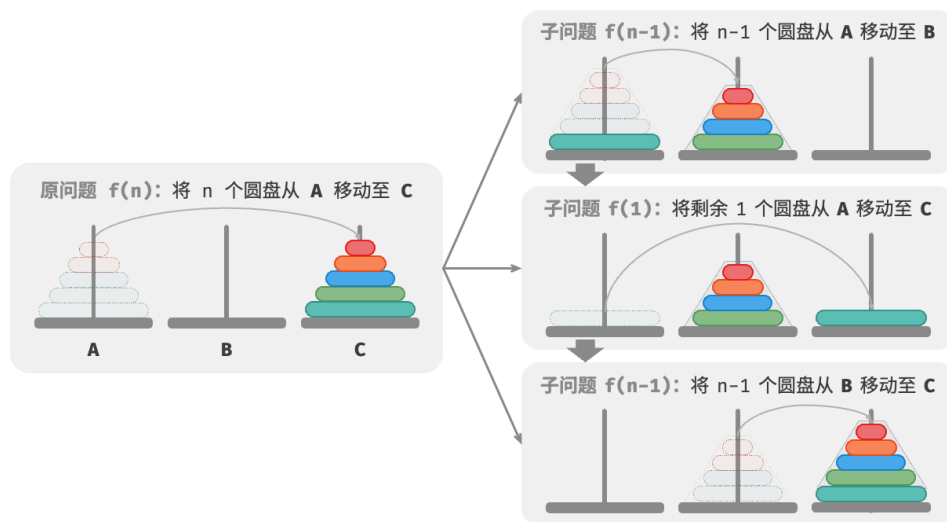 子问题 f(n-1)：将 n-1 个圆盘从 A 移动至 B
原问题 f(n)：将 n 个圆盘从 A 移动至 C
A B C
子问题 f(1)：将剩余 1 个圆盘从 A 移动至 C
子问题 f(n-1)：将 n-1 个圆盘从 B 移动至 C